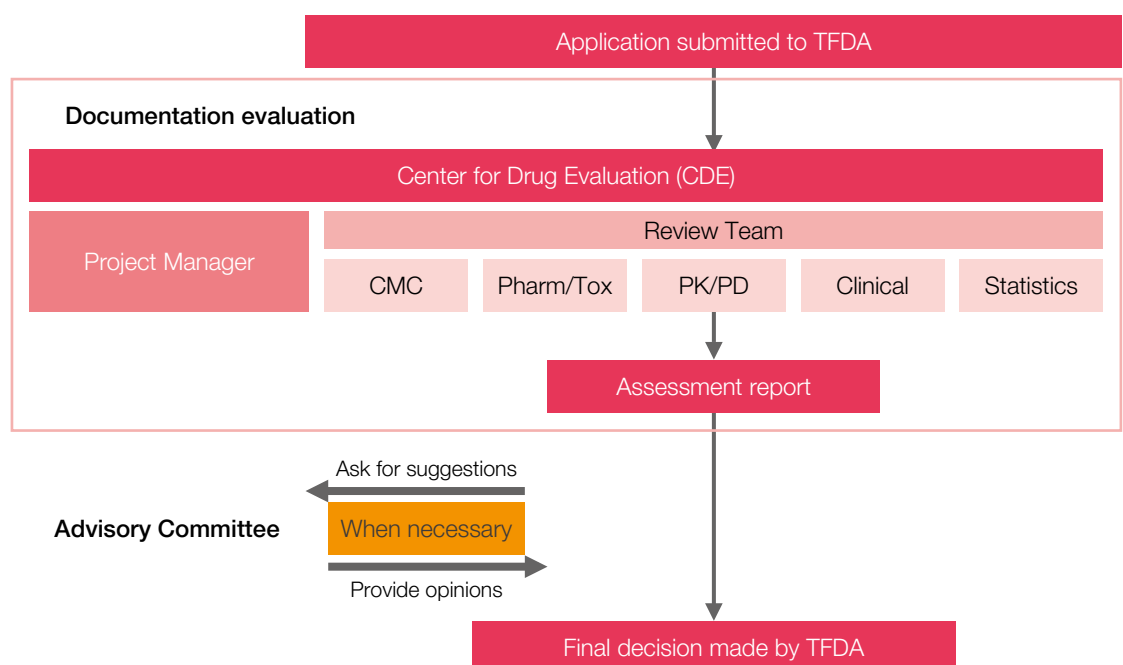 Application submitted to TFDA
Documentation evaluation
Center for Drug Evaluation (CDE)
Project Manager
Review Team
CMC
Pharm/Tox
PK/PD
Clinical
Statistics
Assessment report
Ask for suggestions
Advisory Committee
When necessary
Provide opinions
Final decision made by TFDA